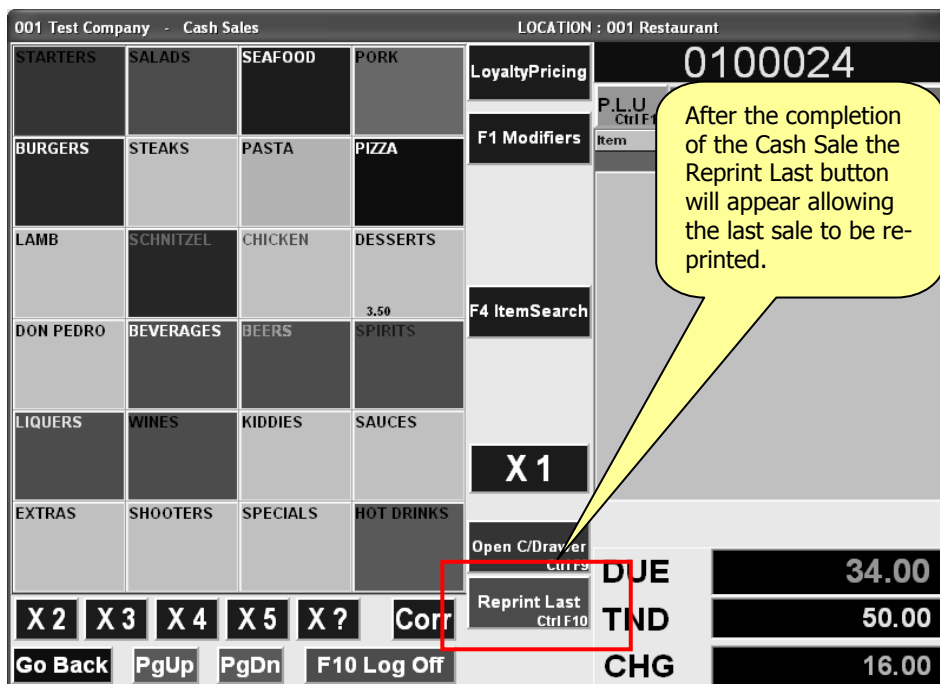 001 Test Company - Cash Sales LOCATION : 001 Restaurant
STARTERS SALADS SEAFOOD PORK
LoyaltyPricing
0100024
P.L.U
After the completion
of the Cash Sale the
Reprint Last button
will appear allowing
the last sale to be re-
printed.
F1 Modifiers
Item
BURGERS STEAKS PASTA PIZZA
LAMB SCHNITZEL CHICKEN DESSERTS
3.50
F4 ItemSearch
DON PEDRO BEVERAGES BEERS SPIRITS
LIQUERS WINES KIDDIES SAUCES
X 1
EXTRAS SHOOTERS SPECIALS HOT DRINKS
Open C/Drawer
Ctrl F9
DUE 34.00
Reprint Last
Ctrl F10
X 2 X 3 X 4 X 5 X ? Corr
TND 50.00
Go Back PgUp PgDn F10 Log Off
CHG 16.00